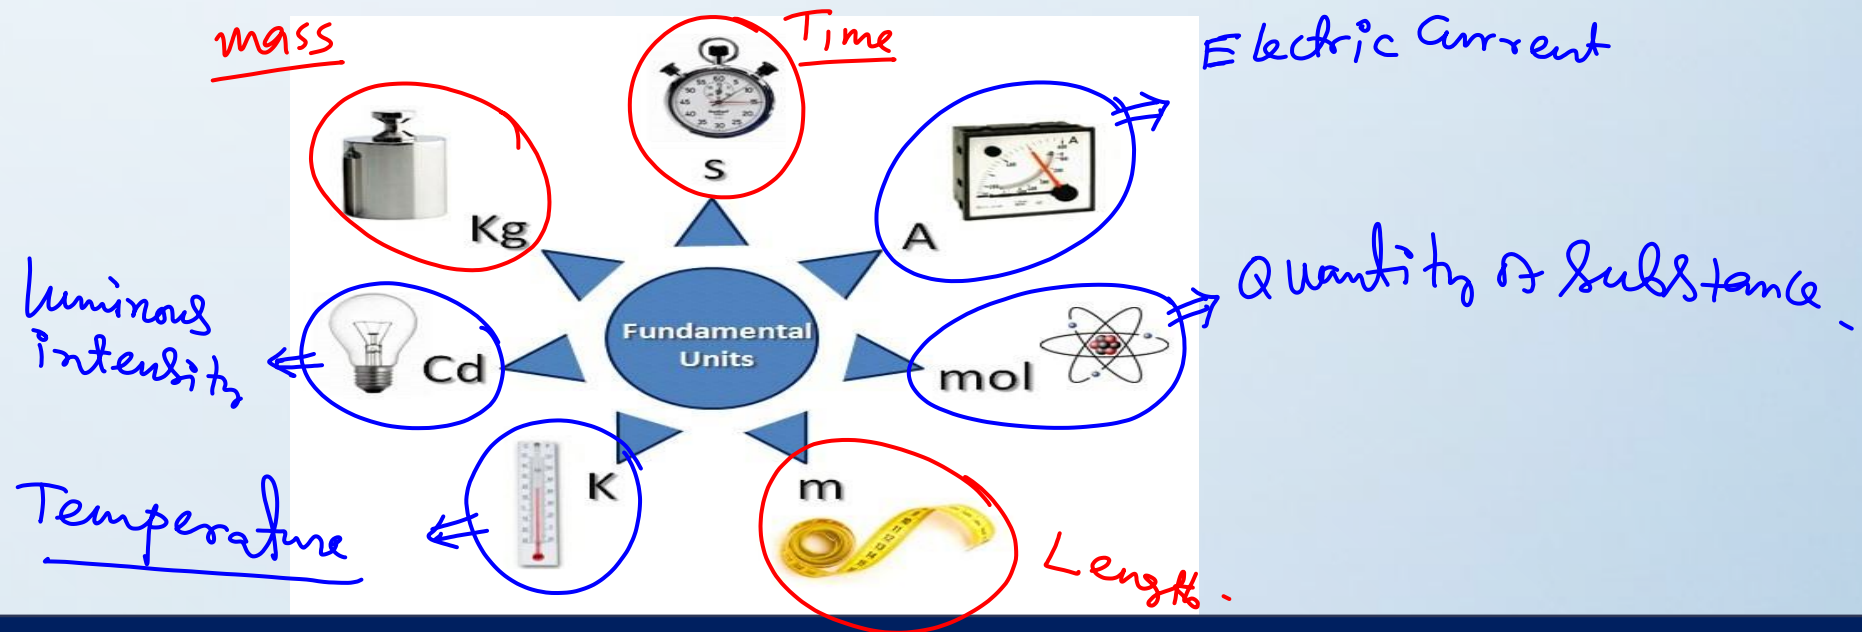 mass
Time
Electric Current
s
Kg
A
Quantity of Substance.
luminous
intensity
Fundamental
Units
Cd
mol
K
m
Temperature
Length.